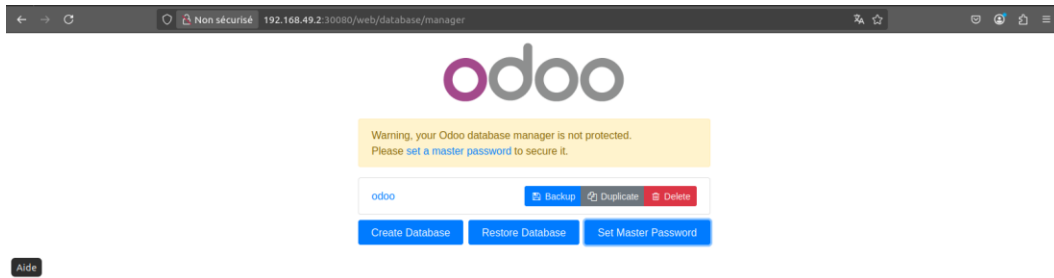 Non sécurisé 192.168.49.2:30080/web/database/manager
odoo
Warning, your Odoo database manager is not protected.
Please set a master password to secure it.
odoo Backup Duplicate Delete
Create Database Restore Database Set Master Password
Aide